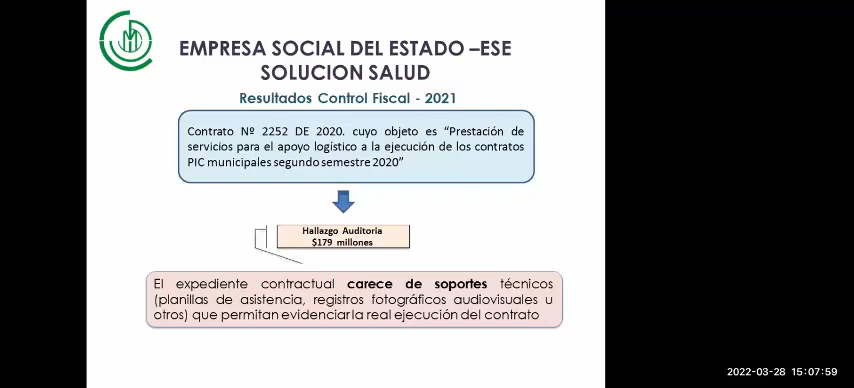 EMPRESA SOCIAL DEL ESTADO –ESE
SOLUCION SALUD
Resultados Control Fiscal - 2021
Contrato Nº 2252 DE 2020. cuyo objeto es “Prestación de
servicios para el apoyo logístico a la ejecución de los contratos
PIC municipales segundo semestre 2020”
Hallazgo Auditoria
$179 millones
El expediente contractual carece de soportes técnicos
(planillas de asistencia, registros fotográficos audiovisuales u
otros) que permitan evidenciar la real ejecución del contrato
2022-03-28 15:07:59